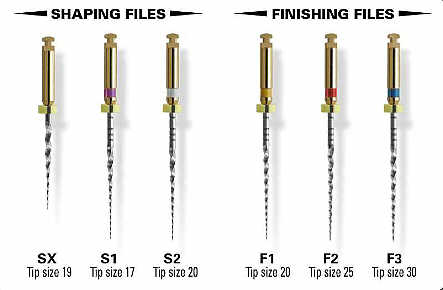 SHAPING FILES
FINISHING FILES
SX
Tip size 19
S1
Tip size 17
S2
Tip size 20
F1
Tip size 20
F2
Tip size 25
F3
Tip size 30